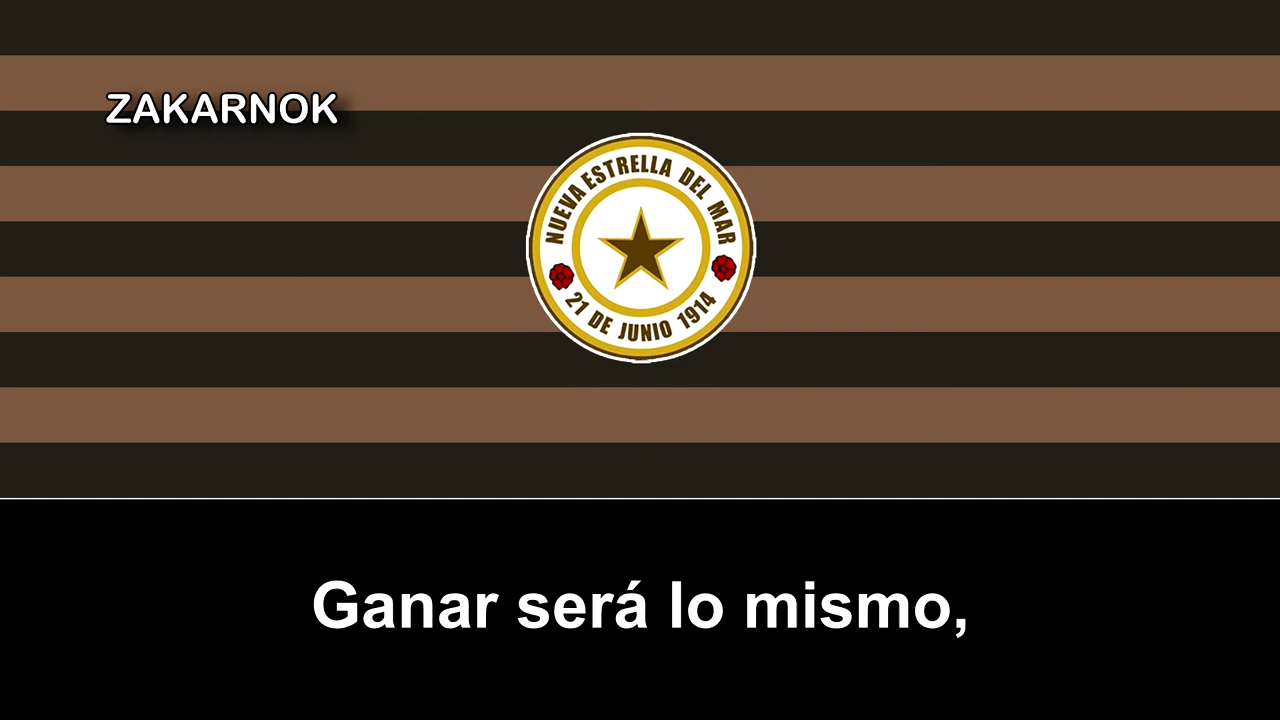 ZAKARNOK
NUEVA ESTRELLA DEL MAR
21 DE JUNIO 1914
Ganar será lo mismo,